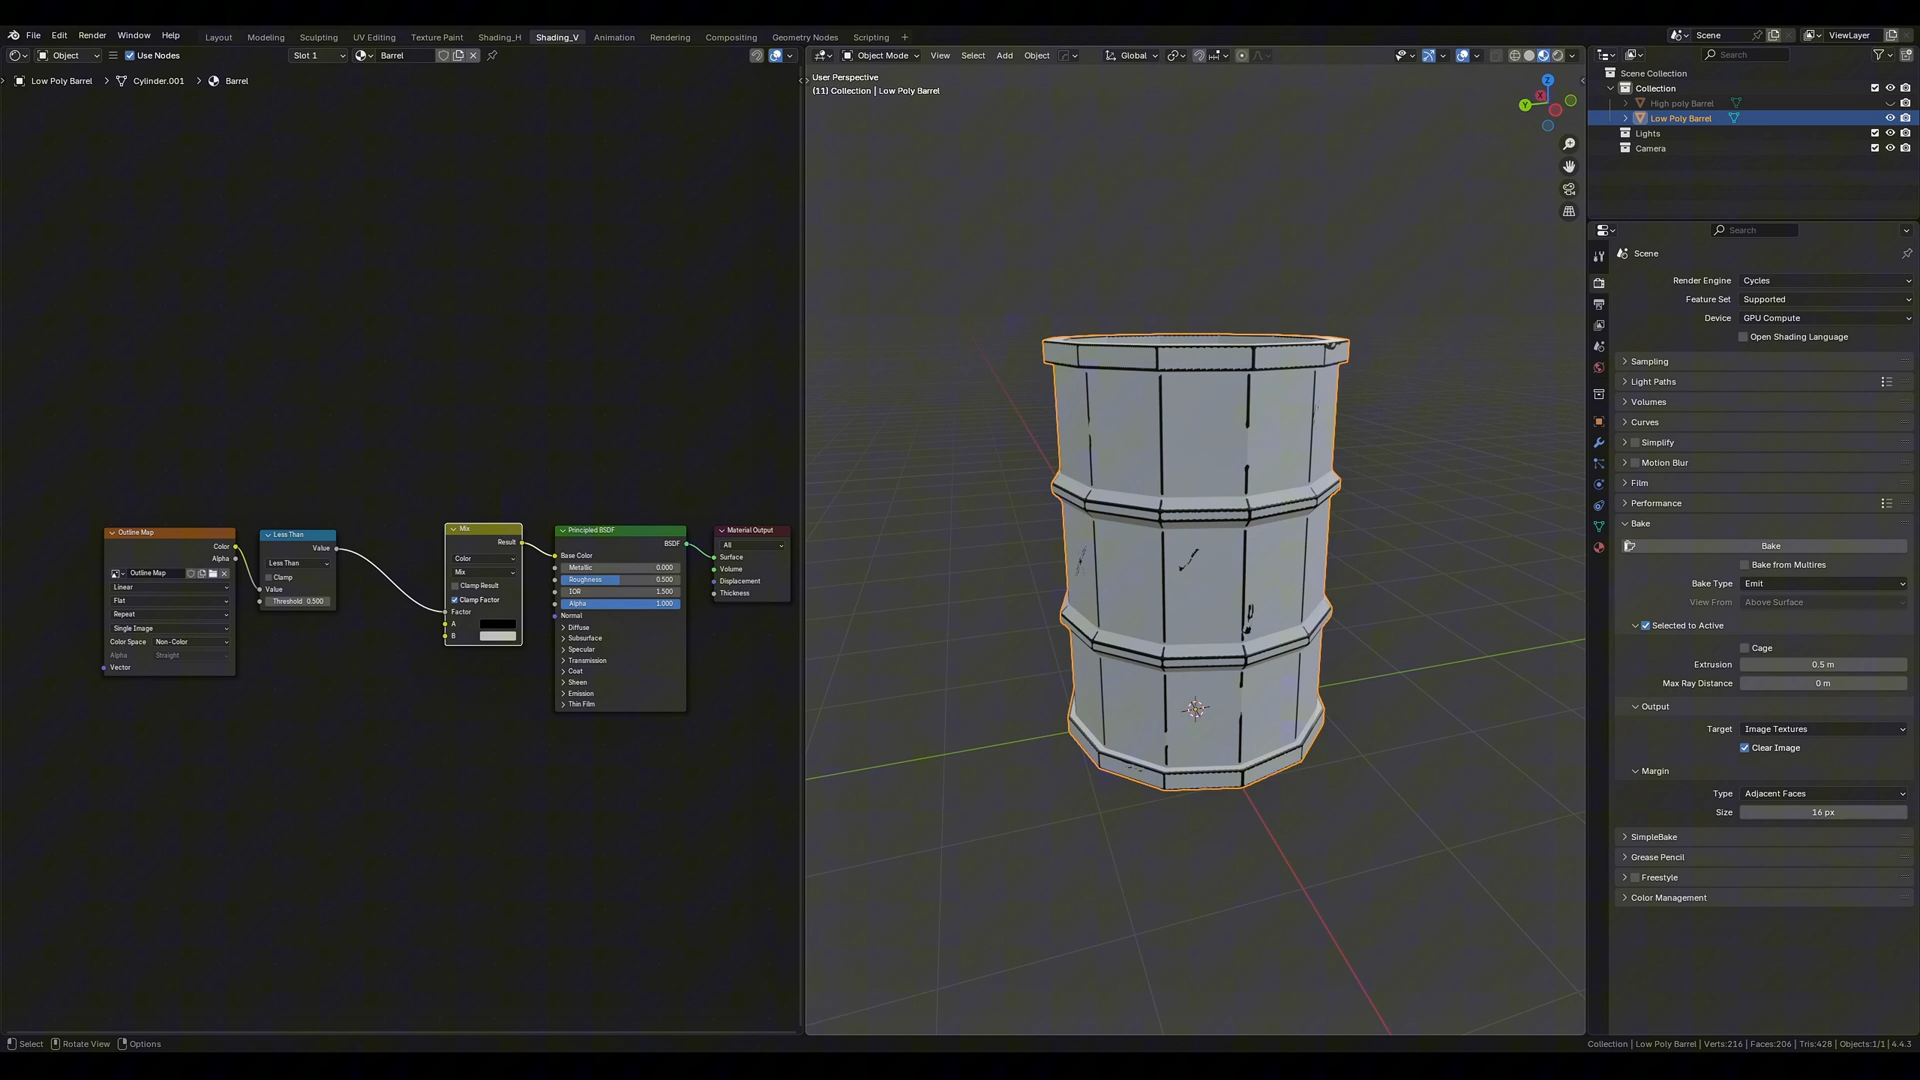 File Edit Render Window Help Layout Modeling Sculpting UV Editing Texture Paint Shading_H Shading_V Animation Rendering Compositing Geometry Nodes Scripting + Scene ViewLayer
Object Use Nodes Slot 1 Barrel
Low Poly Barrel > Cylinder.001 > Barrel
Outline Map
Color
Alpha
Outline Map
Linear
Flat
Repeat
Single Image
Color Space Non-Color
Alpha Straight
Vector
Less Than
Value
Less Than
Clamp
Value
Threshold 0.500
Mix
Result
Color
Mix
Clamp Result
Clamp Factor
Factor
A
B
Principled BSDF
BSDF
Base Color
Metallic 0.000
Roughness 0.500
IOR 1.500
Alpha 1.000
Normal
Diffuse
Subsurface
Specular
Transmission
Coat
Sheen
Emission
Thin Film
Material Output
All
Surface
Volume
Displacement
Thickness
Object Mode View Select Add Object Global
User Perspective
(11) Collection | Low Poly Barrel
Z
X
Y
Search
Scene Collection
Collection
High poly Barrel
Low Poly Barrel
Lights
Camera
Search
Scene
Render Engine Cycles
Feature Set Supported
Device GPU Compute
Open Shading Language
Sampling
Light Paths
Volumes
Curves
Simplify
Motion Blur
Film
Performance
Bake
Bake
Bake from Multires
Bake Type Emit
View From Above Surface
Selected to Active
Cage
Extrusion 0.5 m
Max Ray Distance 0 m
Output
Target Image Textures
Clear Image
Margin
Type Adjacent Faces
Size 16 px
SimpleBake
Grease Pencil
Freestyle
Color Management
Select Rotate View Options
Collection | Low Poly Barrel | Verts:216 | Faces:206 | Tris:428 | Objects:1/1 | 4.4.3